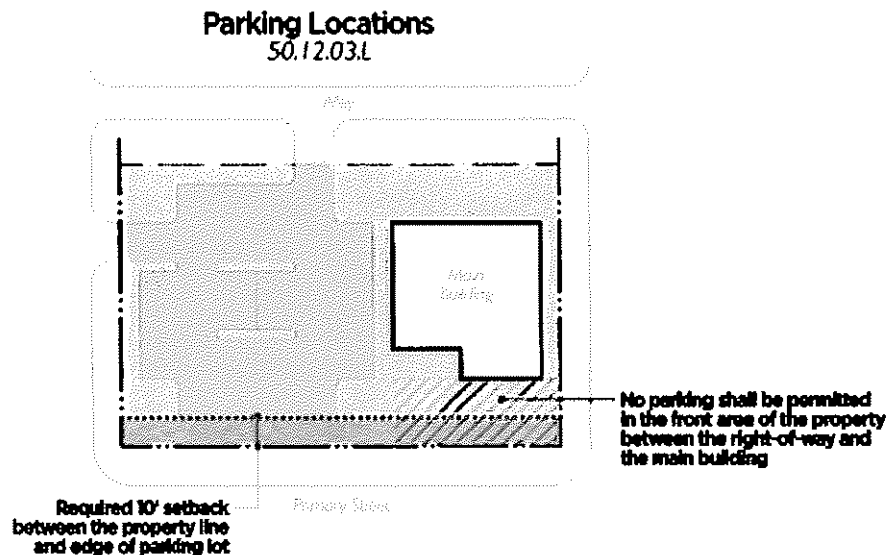 Parking Locations
50.12.03.L
Alley
Main
building
No parking shall be permitted
in the front area of the property
between the right-of-way and
the main building
Required 10' setback
between the property line
and edge of parking lot
Primary Street